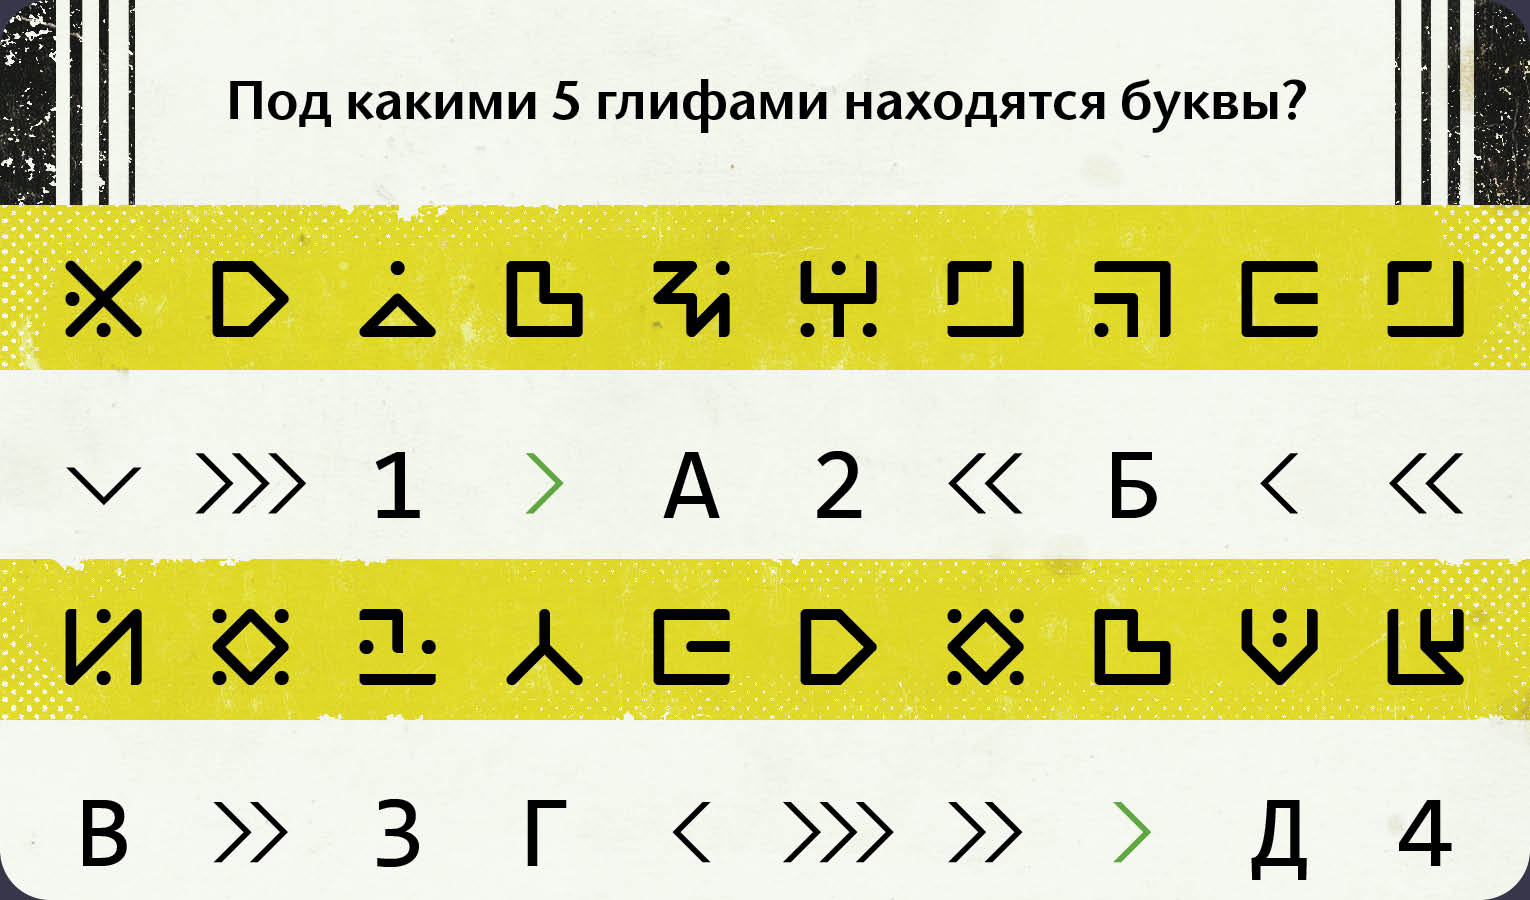 Под какими 5 глифами находятся буквы?
>>> 1 > А 2 << Б < <<
В >> 3 Г < >>> >> > Д 4